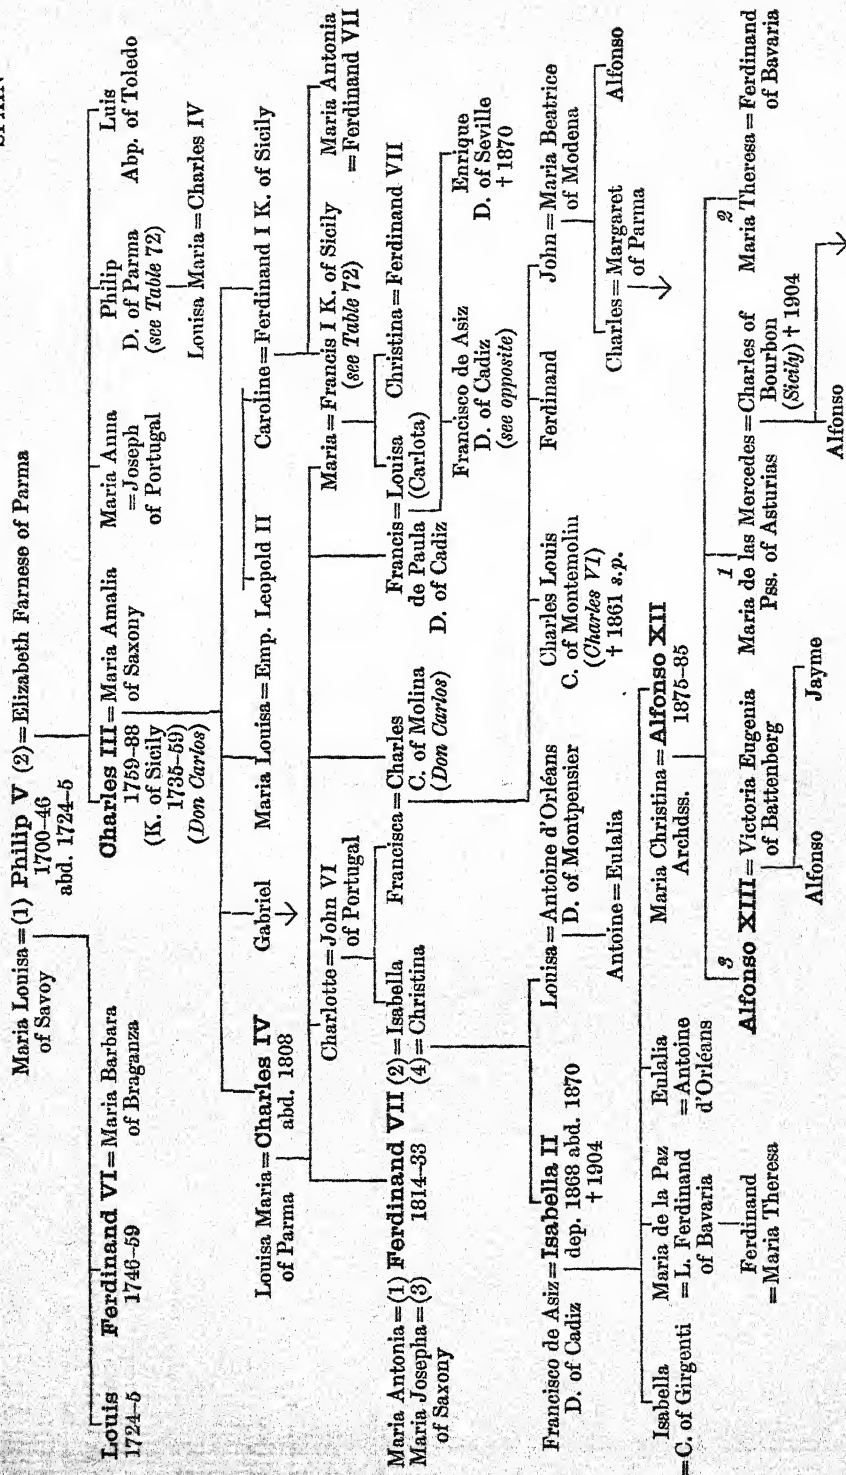 SPAIN
Maria Louisa = (1) Philip V (2) = Elizabeth Farnese of Parma
of Savoy
1700–46
abd. 1724–5
Louis
1724–5
Ferdinand VI = Maria Barbara
1746–59
of Braganza
Charles III = Maria Amalia
1759–88
of Saxony
(K. of Sicily
1735–59)
(Don Carlos)
Maria Anna
= Joseph
of Portugal
Philip
D. of Parma
(see Table 72)
Luis
Abp. of Toledo
Louisa Maria = Charles IV
Louisa Maria = Charles IV
of Parma
abd. 1808
Gabriel
Maria Louisa = Emp. Leopold II
Caroline = Ferdinand I K. of Sicily
Charlotte = John VI
of Portugal
Maria = Francis I K. of Sicily
(see Table 72)
Maria Antonia
= Ferdinand VII
Maria Antonia = (1) Ferdinand VII (2) = Isabella
Maria Josepha = (3) 1814–33 (4) = Christina
of Saxony
Francisca = Charles
C. of Molina
(Don Carlos)
Francis = Louisa
de Paula (Carlota)
D. of Cadiz
Christina = Ferdinand VII
Francisco de Asiz
D. of Cadiz
(see opposite)
Enrique
D. of Seville
† 1870
Francisco de Asiz = Isabella II
D. of Cadiz
dep. 1868 abd. 1870
† 1904
Louisa = Antoine d'Orléans
D. of Montpensier
Antoine = Eulalia
Charles Louis
C. of Montemolin
(Charles VI)
† 1861 s.p.
Ferdinand
John = Maria Beatrice
of Modena
Charles = Margaret
of Parma
Alfonso
Isabella
= C. of Girgenti
Maria de la Paz
= L. Ferdinand
of Bavaria
Eulalia
= Antoine
d'Orléans
Maria Christina = Alfonso XII
Archdss.
1875–85
Ferdinand
= Maria Theresa
3
Alfonso XIII = Victoria Eugenia
of Battenberg
1
Maria de las Mercedes = Charles of
Pss. of Asturias
Bourbon
(Sicily) † 1904
2
Maria Theresa = Ferdinand
of Bavaria
Alfonso
Jayme
Alfonso